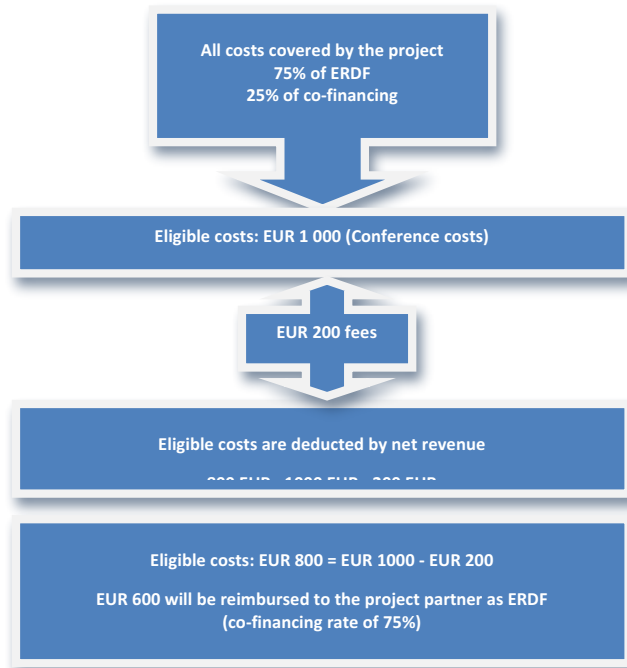 All costs covered by the project
75% of ERDF
25% of co-financing
Eligible costs: EUR 1 000 (Conference costs)
EUR 200 fees
Eligible costs are deducted by net revenue
Eligible costs: EUR 800 = EUR 1000 - EUR 200
EUR 600 will be reimbursed to the project partner as ERDF
(co-financing rate of 75%)